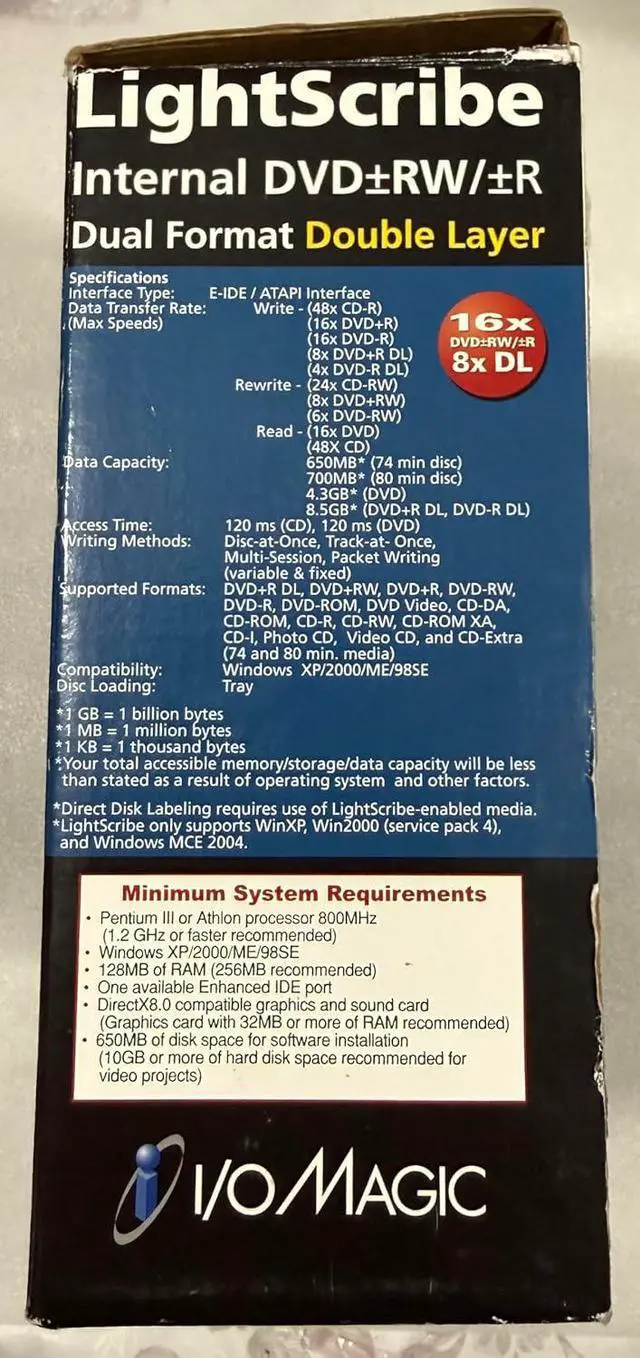 LightScribe
Internal DVD±RW/±R
Dual Format Double Layer
Specifications
Interface Type: E-IDE / ATAPI Interface
Data Transfer Rate: Write - (48x CD-R)
(Max Speeds) (16x DVD+R)
(16x DVD-R)
(8x DVD+R DL)
(4x DVD-R DL)
Rewrite - (24x CD-RW)
(8x DVD+RW)
(6x DVD-RW)
Read - (16x DVD)
(48X CD)
16x
DVD±RW/±R
8x DL
Data Capacity: 650MB* (74 min disc)
700MB* (80 min disc)
4.3GB* (DVD)
8.5GB* (DVD+R DL, DVD-R DL)
Access Time: 120 ms (CD), 120 ms (DVD)
Writing Methods: Disc-at-Once, Track-at- Once,
Multi-Session, Packet Writing
(variable & fixed)
Supported Formats: DVD+R DL, DVD+RW, DVD+R, DVD-RW,
DVD-R, DVD-ROM, DVD Video, CD-DA,
CD-ROM, CD-R, CD-RW, CD-ROM XA,
CD-I, Photo CD, Video CD, and CD-Extra
(74 and 80 min. media)
Compatibility: Windows XP/2000/ME/98SE
Disc Loading: Tray
*1 GB = 1 billion bytes
*1 MB = 1 million bytes
*1 KB = 1 thousand bytes
*Your total accessible memory/storage/data capacity will be less
than stated as a result of operating system and other factors.
*Direct Disk Labeling requires use of LightScribe-enabled media.
*LightScribe only supports WinXP, Win2000 (service pack 4),
and Windows MCE 2004.
Minimum System Requirements
• Pentium III or Athlon processor 800MHz
(1.2 GHz or faster recommended)
• Windows XP/2000/ME/98SE
• 128MB of RAM (256MB recommended)
• One available Enhanced IDE port
• DirectX8.0 compatible graphics and sound card
(Graphics card with 32MB or more of RAM recommended)
• 650MB of disk space for software installation
(10GB or more of hard disk space recommended for
video projects)
i I/OMAGIC